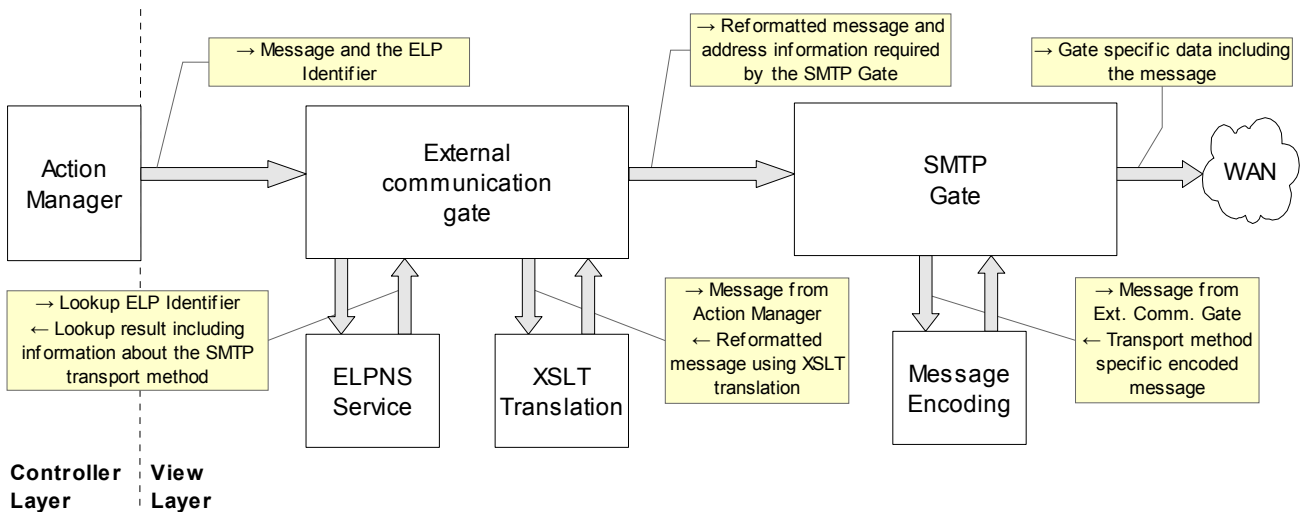 → Message and the ELP
Identifier
→ Reformatted message and
address information required
by the SMTP Gate
→ Gate specific data including
the message
Action
Manager
External
communication
gate
SMTP
Gate
WAN
→ Lookup ELP Identifier
← Lookup result including
information about the SMTP
transport method
ELPNS
Service
XSLT
Translation
→ Message from
Action Manager
← Reformatted
message using XSLT
translation
Message
Encoding
→ Message from
Ext. Comm. Gate
← Transport method
specific encoded
message
Controller
Layer
View
Layer